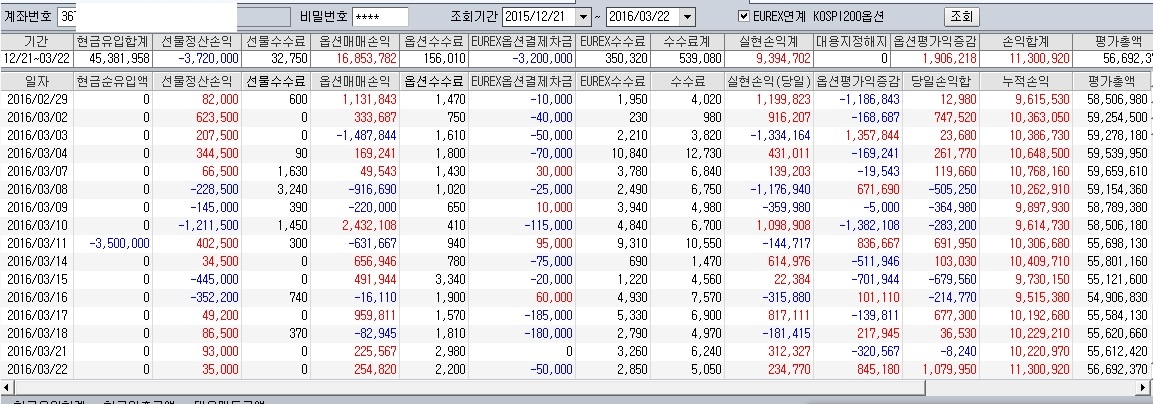 계좌번호 367 비밀번호 **** 조회기간 2015/12/21 ~ 2016/03/22 EUREX연계 KOSPI200옵션 조회
기간 현금유입합계 선물정산손익 선물수수료 옵션매매손익 옵션수수료 EUREX옵션결제차금 EUREX수수료 수수료계 실현손익계 대용지정해지 옵션평가익증감 손익합계 평가총액
12/21~03/22 45,381,958 -3,720,000 32,750 16,853,782 156,010 -3,200,000 350,320 539,080 9,394,702 0 1,906,218 11,300,920 56,692,3
일자 현금순유입액 선물정산손익 선물수수료 옵션매매손익 옵션수수료 EUREX옵션결제차금 EUREX수수료 수수료 실현손익(당일) 옵션평가익증감 당일손익합 누적손익 평가총액
2016/02/29 0 82,000 600 1,131,843 1,470 -10,000 1,950 4,020 1,199,823 -1,186,843 12,980 9,615,530 58,506,980
2016/03/02 0 623,500 0 333,687 750 -40,000 230 980 916,207 -168,687 747,520 10,363,050 59,254,500
2016/03/03 0 207,500 0 -1,487,844 1,610 -50,000 2,210 3,820 -1,334,164 1,357,844 23,680 10,386,730 59,278,180
2016/03/04 0 344,500 90 169,241 1,800 -70,000 10,840 12,730 431,011 -169,241 261,770 10,648,500 59,539,950
2016/03/07 0 66,500 1,630 49,543 1,430 30,000 3,780 6,840 139,203 -19,543 119,660 10,768,160 59,659,610
2016/03/08 0 -228,500 3,240 -916,690 1,020 -25,000 2,490 6,750 -1,176,940 671,690 -505,250 10,262,910 59,154,360
2016/03/09 0 -145,000 390 -220,000 650 10,000 3,940 4,980 -359,980 -5,000 -364,980 9,897,930 58,789,380
2016/03/10 0 -1,211,500 1,450 2,432,108 410 -115,000 4,840 6,700 1,098,908 -1,382,108 -283,200 9,614,730 58,506,180
2016/03/11 -3,500,000 402,500 300 -631,667 940 95,000 9,310 10,550 -144,717 836,667 691,950 10,306,680 55,698,130
2016/03/14 0 34,500 0 656,946 780 -75,000 690 1,470 614,976 -511,946 103,030 10,409,710 55,801,160
2016/03/15 0 -445,000 0 491,944 3,340 -20,000 1,220 4,560 22,384 -701,944 -679,560 9,730,150 55,121,600
2016/03/16 0 -352,200 740 -16,110 1,900 60,000 4,930 7,570 -315,880 101,110 -214,770 9,515,380 54,906,830
2016/03/17 0 49,200 0 959,811 1,570 -185,000 5,330 6,900 817,111 -139,811 677,300 10,192,680 55,584,130
2016/03/18 0 86,500 370 -82,945 1,810 -180,000 2,790 4,970 -181,415 217,945 36,530 10,229,210 55,620,660
2016/03/21 0 93,000 0 225,567 2,980 0 3,260 6,240 312,327 -320,567 -8,240 10,220,970 55,612,420
2016/03/22 0 35,000 0 254,820 2,200 -50,000 2,850 5,050 234,770 845,180 1,079,950 11,300,920 56,692,370